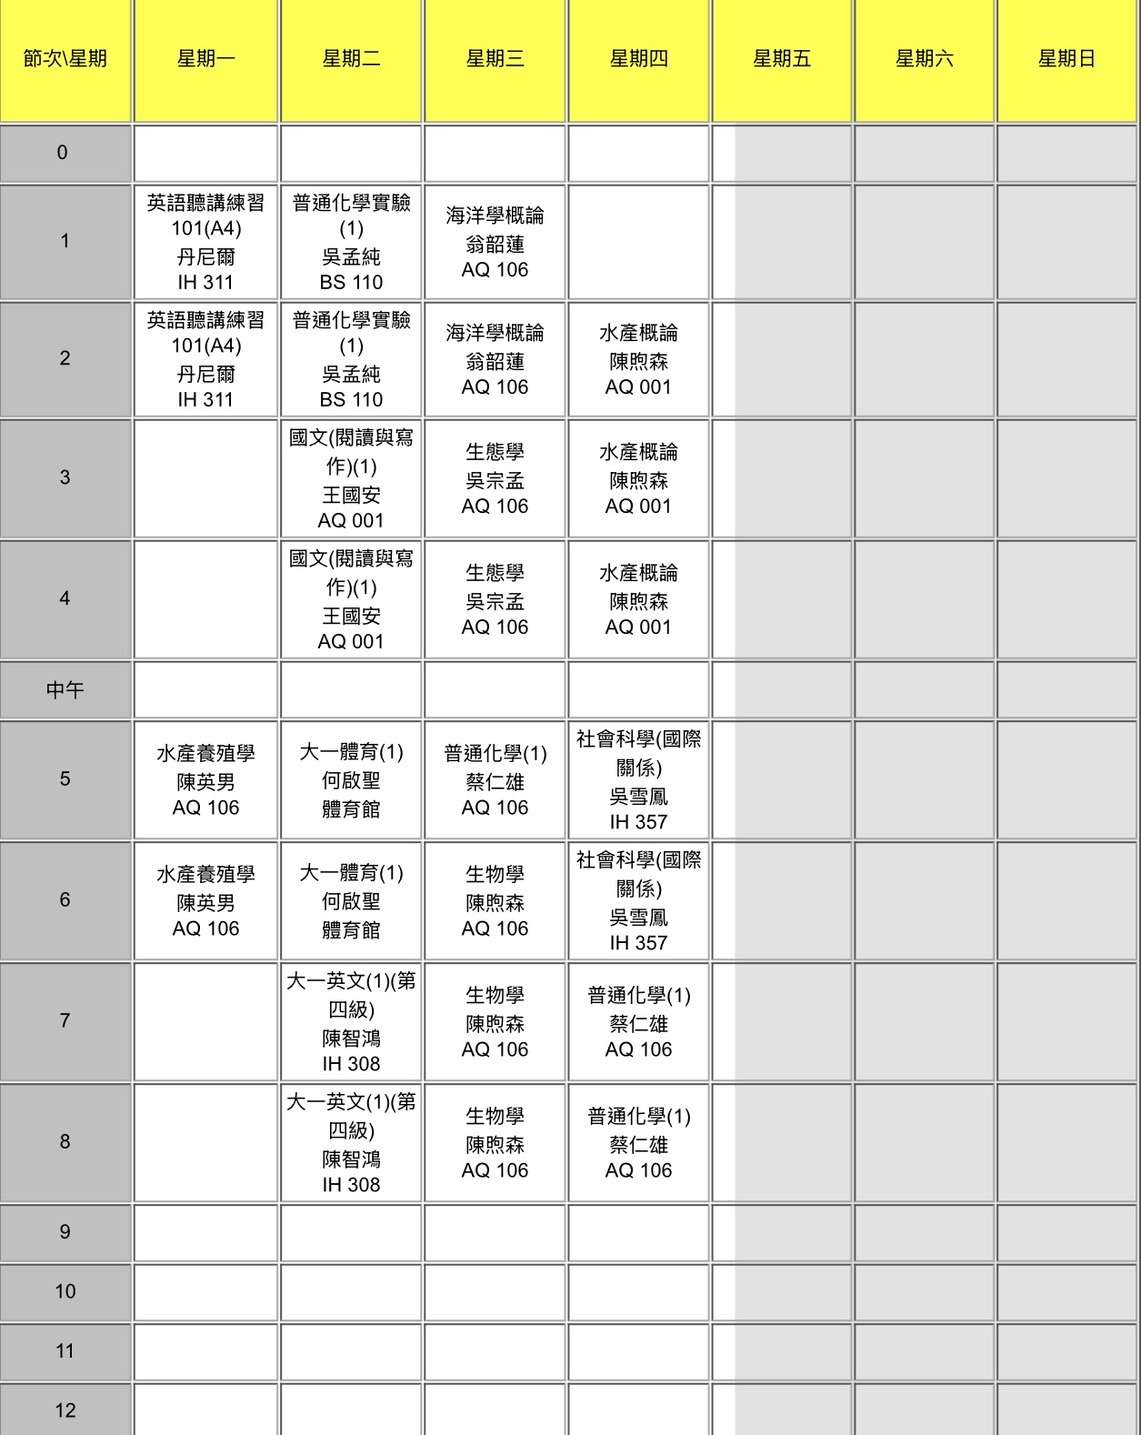 節次\星期 星期一 星期二 星期三 星期四 星期五 星期六 星期日
0
1
英語聽講練習
101(A4)
丹尼爾
IH 311
普通化學實驗
(1)
吳孟純
BS 110
海洋學概論
翁韶蓮
AQ 106
2
英語聽講練習
101(A4)
丹尼爾
IH 311
普通化學實驗
(1)
吳孟純
BS 110
海洋學概論
翁韶蓮
AQ 106
水產概論
陳煦森
AQ 001
3
國文(閱讀與寫
作)(1)
王國安
AQ 001
生態學
吳宗孟
AQ 106
水產概論
陳煦森
AQ 001
4
國文(閱讀與寫
作)(1)
王國安
AQ 001
生態學
吳宗孟
AQ 106
水產概論
陳煦森
AQ 001
中午
5
水產養殖學
陳英男
AQ 106
大一體育(1)
何啟聖
體育館
普通化學(1)
蔡仁雄
AQ 106
社會科學(國際
關係)
吳雪鳳
IH 357
6
水產養殖學
陳英男
AQ 106
大一體育(1)
何啟聖
體育館
生物學
陳煦森
AQ 106
社會科學(國際
關係)
吳雪鳳
IH 357
7
大一英文(1)(第
四級)
陳智鴻
IH 308
生物學
陳煦森
AQ 106
普通化學(1)
蔡仁雄
AQ 106
8
大一英文(1)(第
四級)
陳智鴻
IH 308
生物學
陳煦森
AQ 106
普通化學(1)
蔡仁雄
AQ 106
9
10
11
12